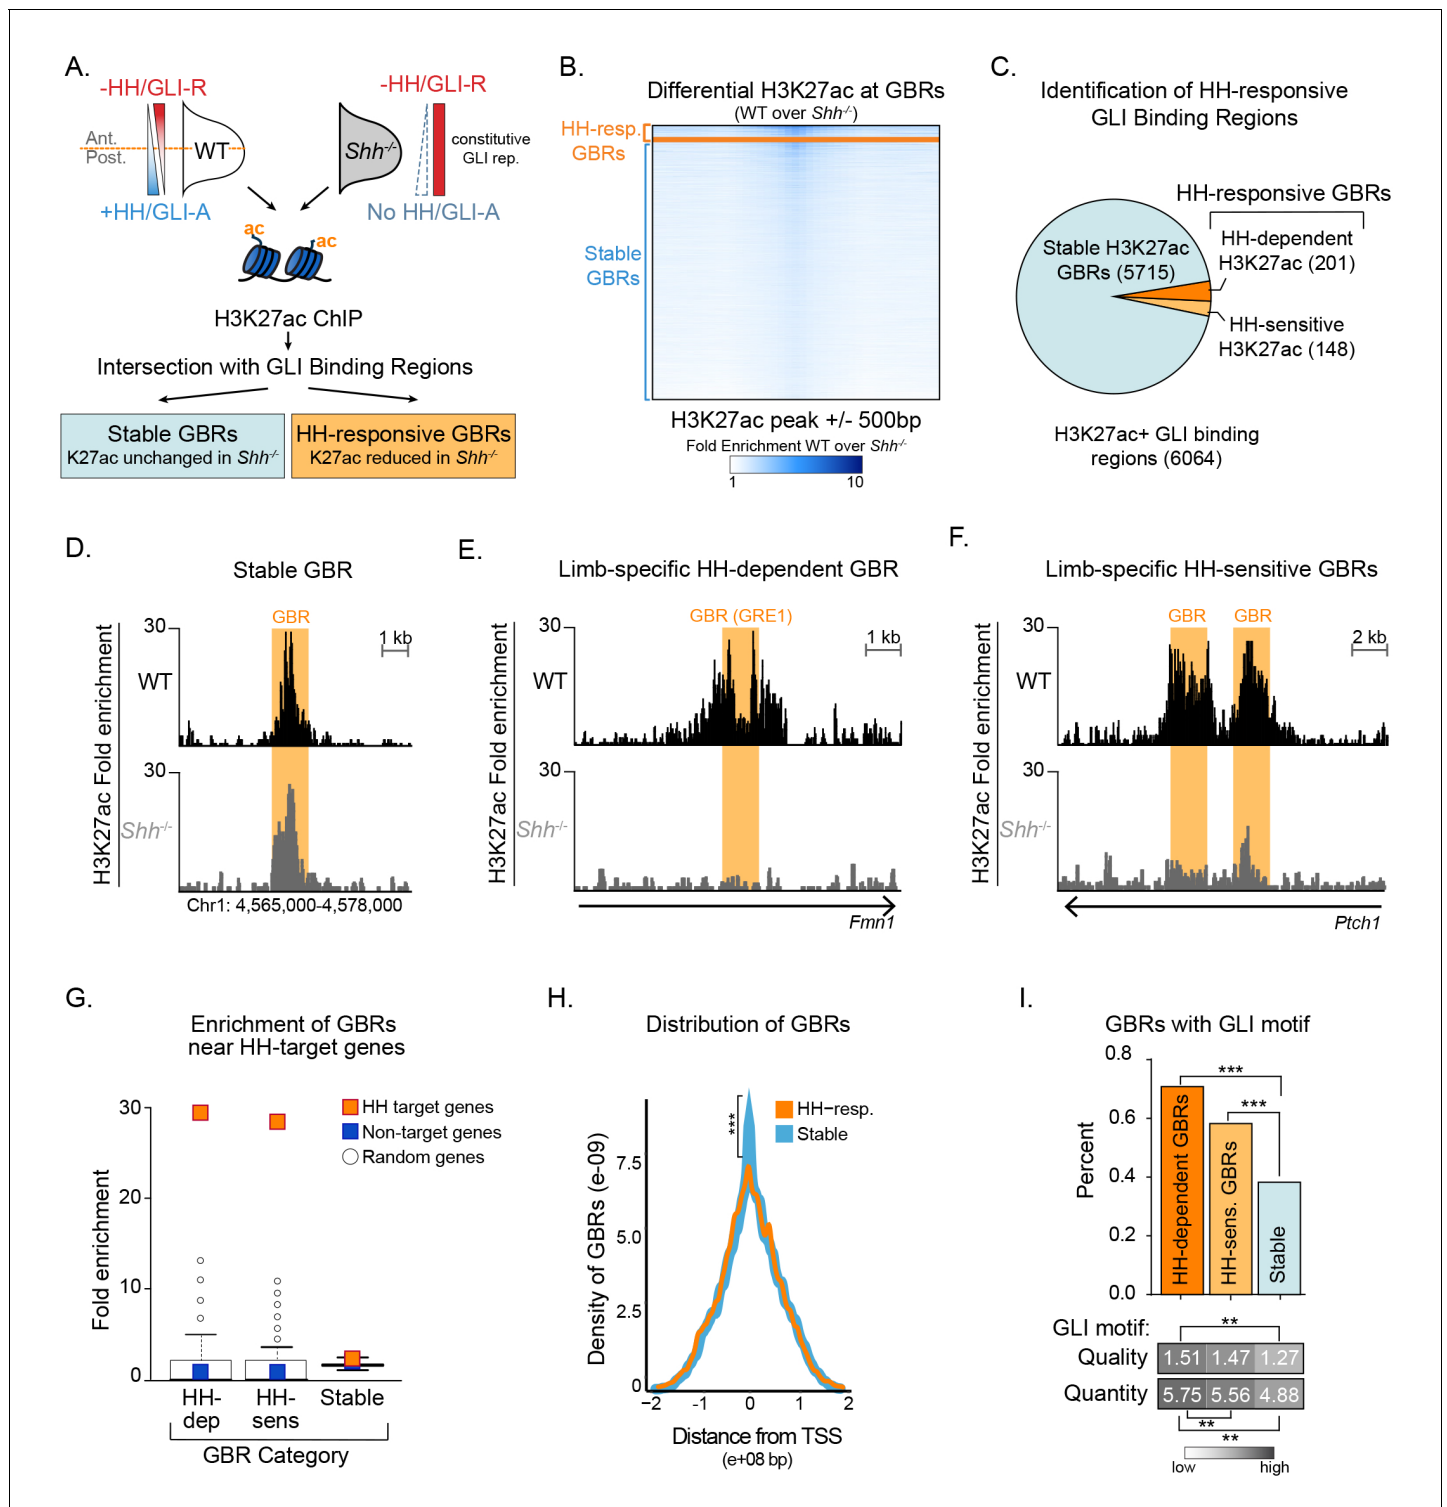 A.
-HH/GLI-R
-HH/GLI-R
Ant.
Post.
WT
Shh-/-
constitutive
GLI rep.
+HH/GLI-A
No HH/GLI-A
ac
ac
H3K27ac ChIP
Intersection with GLI Binding Regions
Stable GBRs
K27ac unchanged in Shh-/-
HH-responsive GBRs
K27ac reduced in Shh-/-
B.
Differential H3K27ac at GBRs
(WT over Shh-/-)
HH-resp.
GBRs
Stable
GBRs
H3K27ac peak +/- 500bp
Fold Enrichment WT over Shh-/-
1 10
C.
Identification of HH-responsive
GLI Binding Regions
HH-responsive GBRs
Stable H3K27ac
GBRs (5715)
HH-dependent
H3K27ac (201)
HH-sensitive
H3K27ac (148)
H3K27ac+ GLI binding
regions (6064)
D.
Stable GBR
GBR
30
1 kb
WT
30
Shh-/-
H3K27ac Fold enrichment
Chr1: 4,565,000-4,578,000
E.
Limb-specific HH-dependent GBR
GBR (GRE1)
30
1 kb
WT
30
Shh-/-
H3K27ac Fold enrichment
Fmn1
F.
Limb-specific HH-sensitive GBRs
GBR GBR
30
2 kb
WT
30
Shh-/-
H3K27ac Fold enrichment
Ptch1
G.
Enrichment of GBRs
near HH-target genes
HH target genes
Non-target genes
Random genes
Fold enrichment
30
20
10
0
HH-
dep
HH-
sens
Stable
GBR Category
H.
Distribution of GBRs
HH-resp.
Stable
***
Density of GBRs (e-09)
7.5
5.0
2.5
0
-2 -1 0 1 2
Distance from TSS
(e+08 bp)
I.
GBRs with GLI motif
Percent
0.8
0.6
0.4
0.2
0.0
***
***
HH-dependent GBRs
HH-sens. GBRs
Stable
GLI motif:
**
Quality 1.51 1.47 1.27
Quantity 5.75 5.56 4.88
**
**
low high